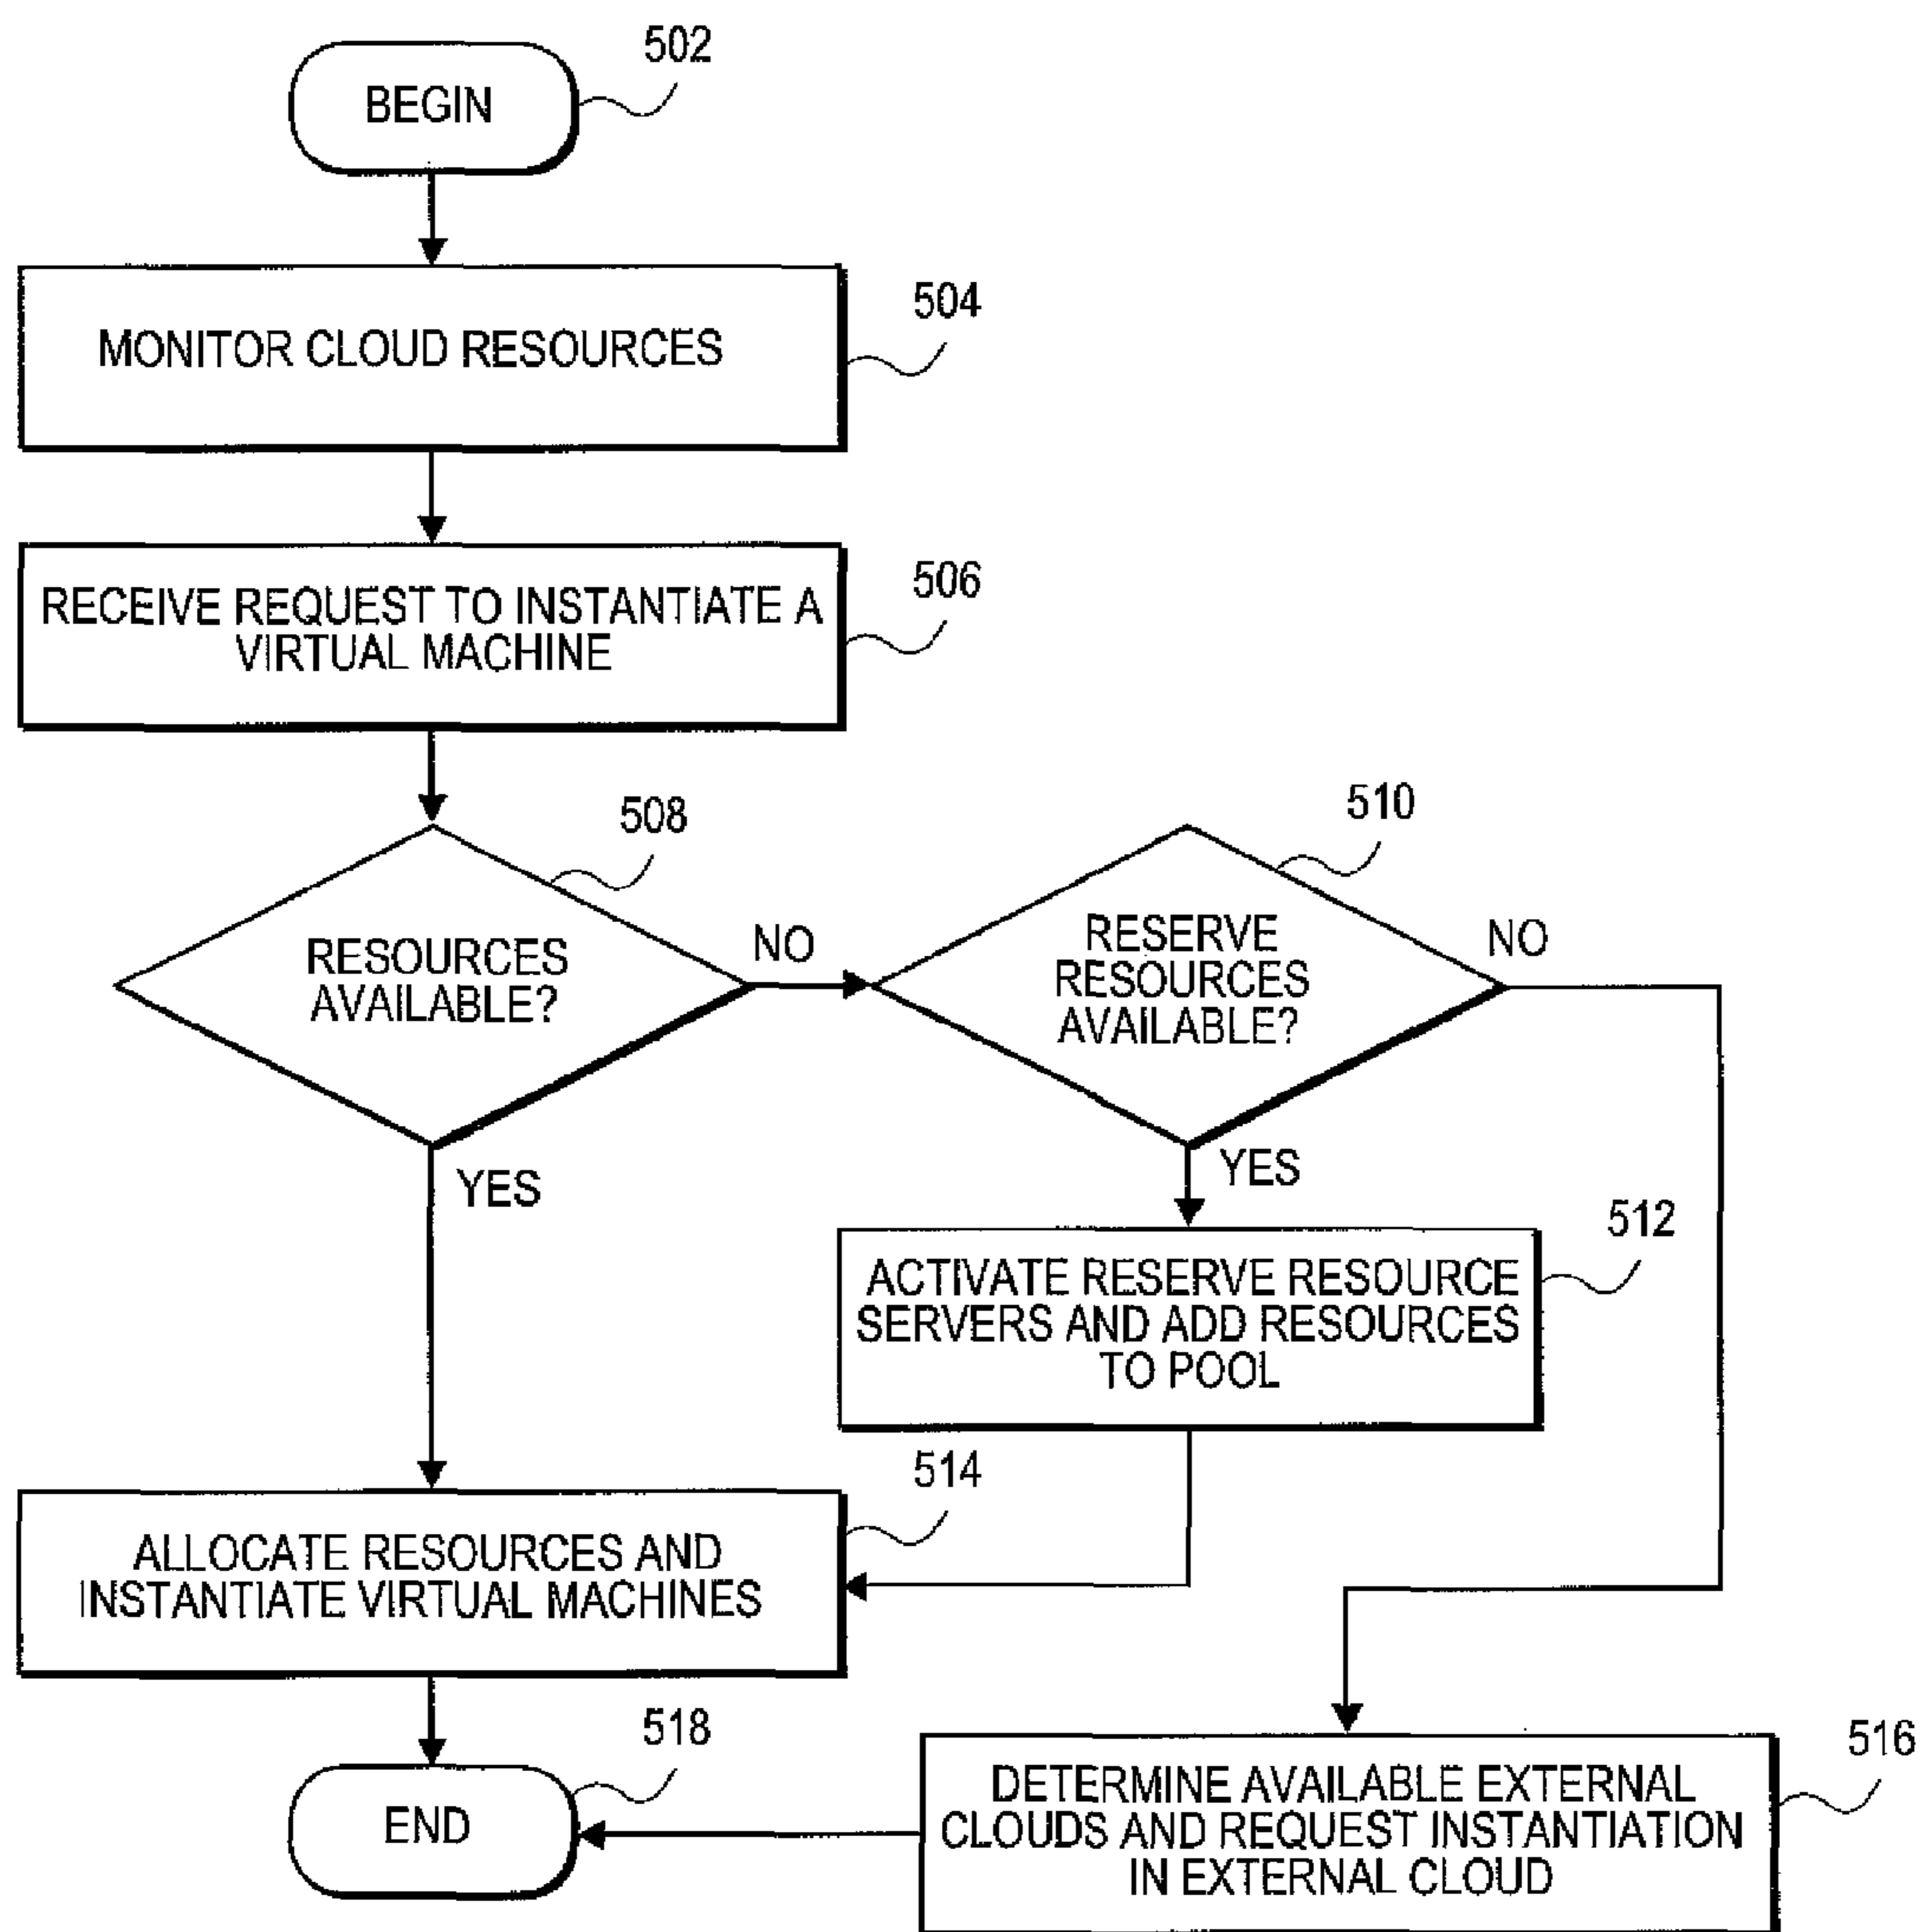 502
BEGIN
504
MONITOR CLOUD RESOURCES
506
RECEIVE REQUEST TO INSTANTIATE A
VIRTUAL MACHINE
508
RESOURCES
AVAILABLE?
NO
YES
510
RESERVE
RESOURCES
AVAILABLE?
NO
YES
512
ACTIVATE RESERVE RESOURCE
SERVERS AND ADD RESOURCES
TO POOL
514
ALLOCATE RESOURCES AND
INSTANTIATE VIRTUAL MACHINES
516
DETERMINE AVAILABLE EXTERNAL
CLOUDS AND REQUEST INSTANTIATION
IN EXTERNAL CLOUD
518
END